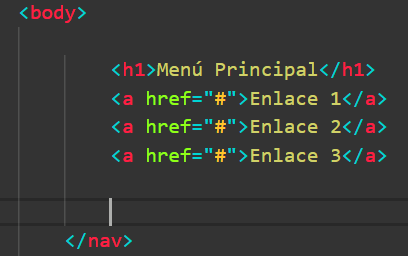 <body>
<h1>Menú Principal</h1>
<a href="#">Enlace 1</a>
<a href="#">Enlace 2</a>
<a href="#">Enlace 3</a>
</nav>